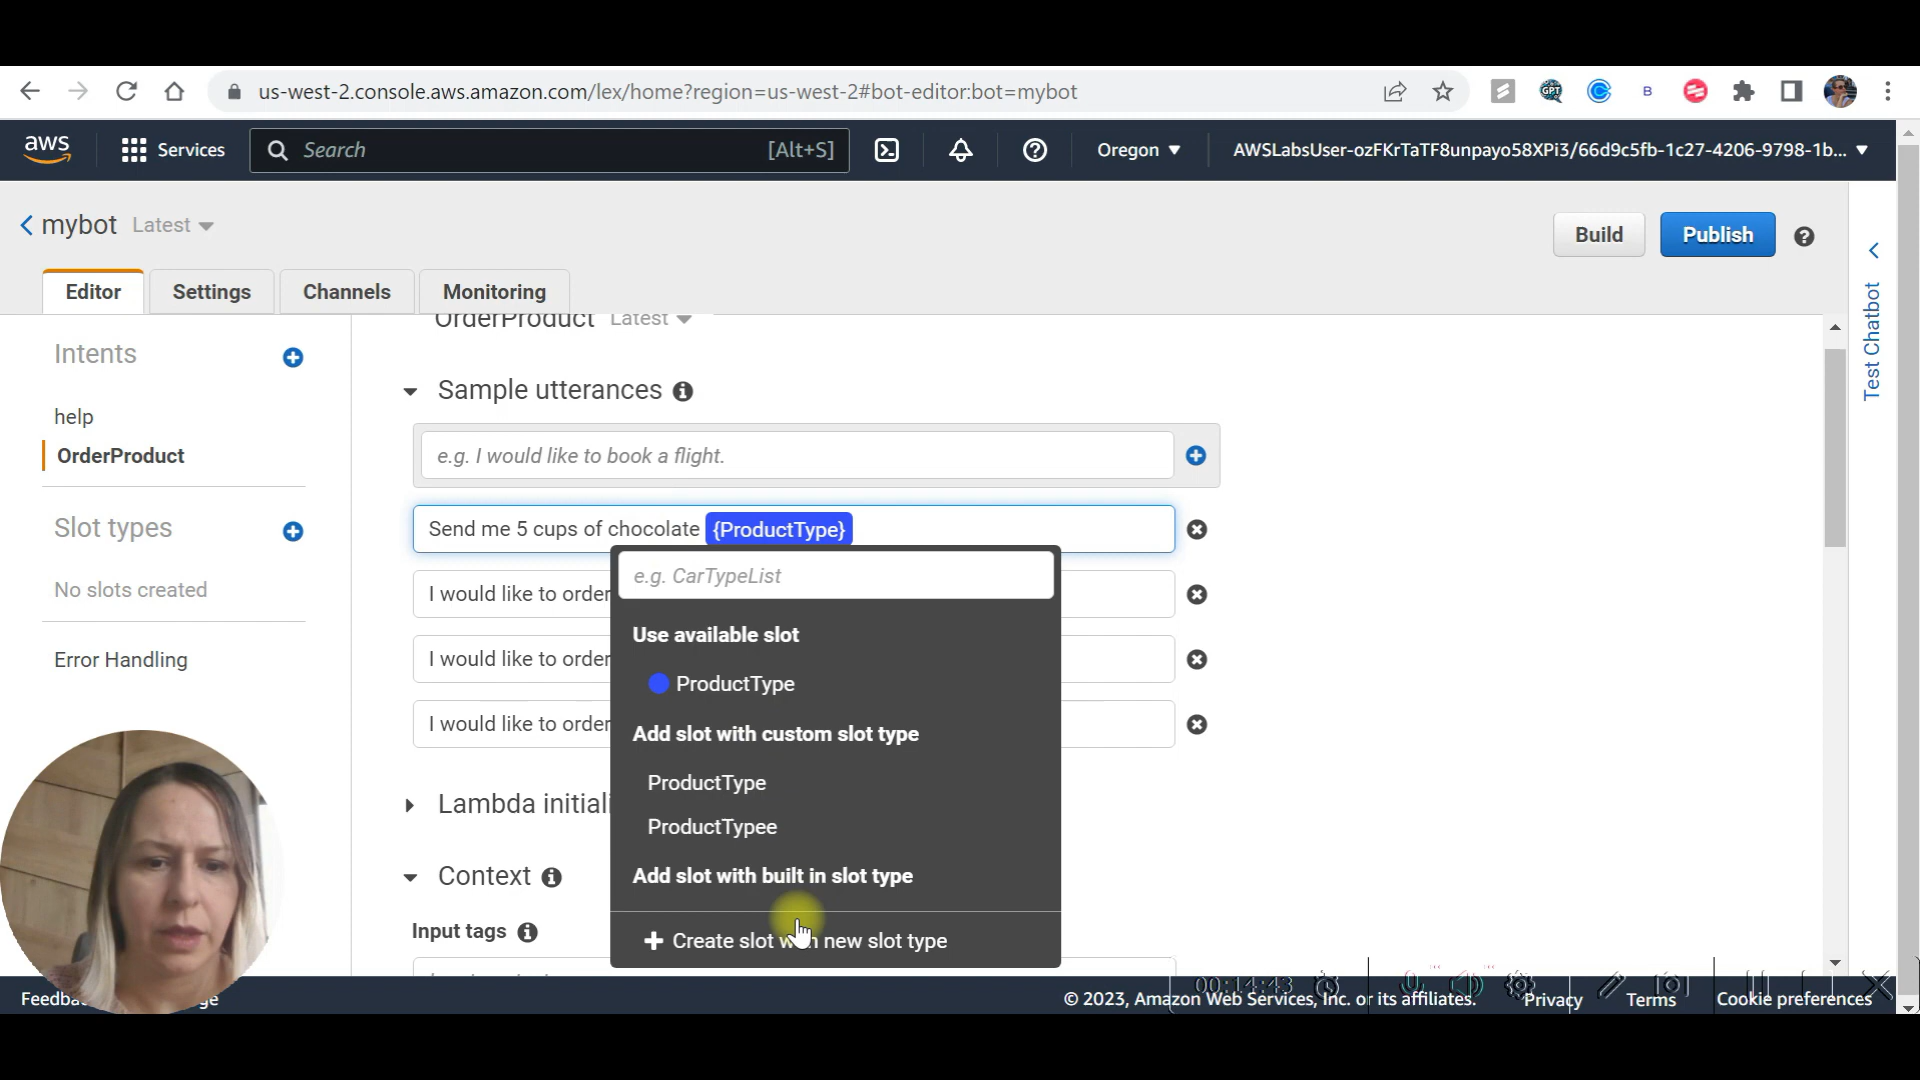 us-west-2.console.aws.amazon.com/lex/home?region=us-west-2#bot-editor:bot=mybot
GPT
B
aws
Services
Search
[Alt+S]
Oregon
AWSLabsUser-ozFKrTaTF8unpayo58XPi3/66d9c5fb-1c27-4206-9798-1b...
mybot Latest
Build
Publish
Editor
Settings
Channels
Monitoring
Test Chatbot
OrderProduct Latest
Intents
help
OrderProduct
Slot types
No slots created
Error Handling
Sample utterances
e.g. I would like to book a flight.
Send me 5 cups of chocolate {ProductType}
I would like to order
I would like to order
I would like to order
e.g. CarTypeList
Use available slot
ProductType
Add slot with custom slot type
ProductType
ProductTypee
Add slot with built in slot type
Create slot with new slot type
Lambda initiali
Context
Input tags
00:14:43
© 2023, Amazon Web Services, Inc. or its affiliates.
Privacy
Terms
Cookie preferences